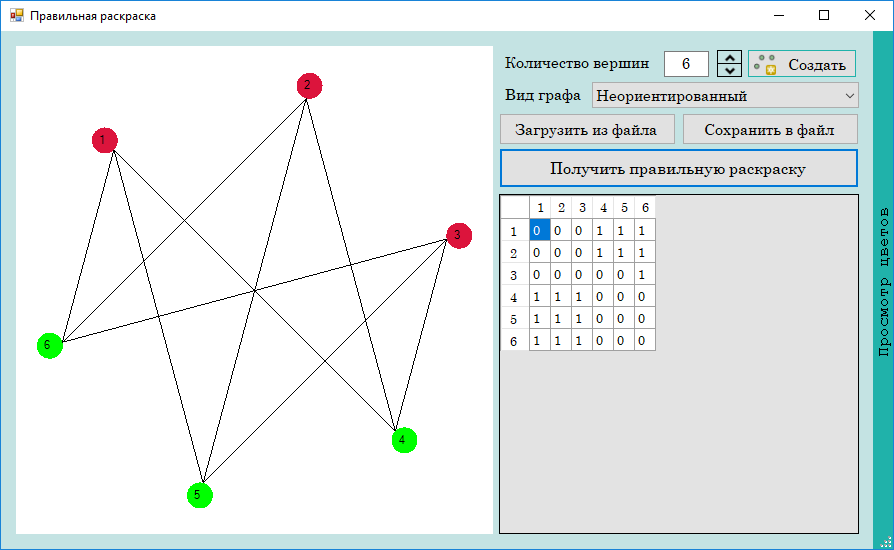 Правильная раскраска
Количество вершин 6 Создать
Вид графа Неориентированный
Загрузить из файла Сохранить в файл
Получить правильную раскраску
1 2 3 4 5 6
1 0 0 0 1 1 1
2 0 0 0 1 1 1
3 0 0 0 0 0 1
4 1 1 1 0 0 0
5 1 1 1 0 0 0
6 1 1 1 0 0 0
Просмотр цветов
2
1
3
6
4
5